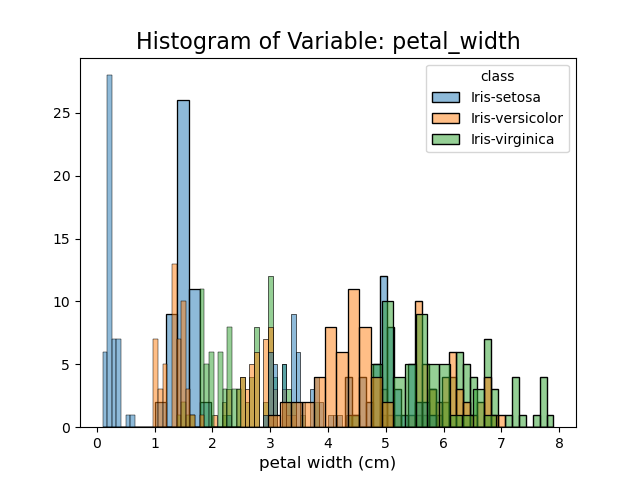 Histogram of Variable: petal_width
class
Iris-setosa
Iris-versicolor
Iris-virginica
25
20
15
10
5
0
0 1 2 3 4 5 6 7 8
petal width (cm)